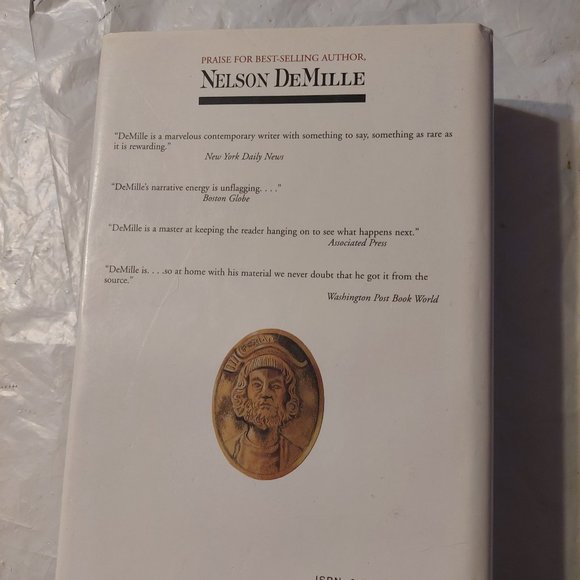 PRAISE FOR BEST-SELLING AUTHOR,
NELSON DEMILLE
"DeMille is a marvelous contemporary writer with something to say, something as rare as
it is rewarding."
New York Daily News
"DeMille's narrative energy is unflagging. . . ."
Boston Globe
"DeMille is a master at keeping the reader hanging on to see what happens next."
Associated Press
"DeMille is. . . .so at home with his material we never doubt that he got it from the
source."
Washington Post Book World
ISBN